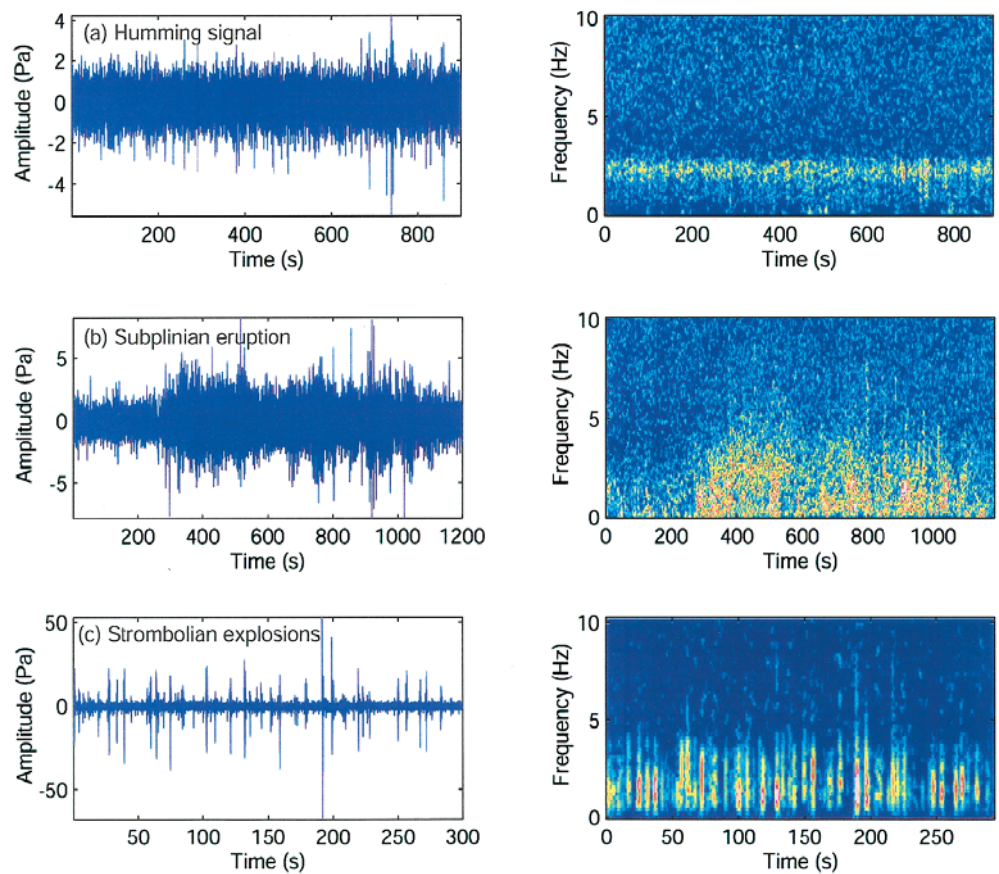 (a) Humming signal
Amplitude (Pa)
4
2
0
-2
-4
200 400 600 800
Time (s)
Frequency (Hz)
10
5
0
0 200 400 600 800
Time (s)
(b) Subplinian eruption
Amplitude (Pa)
5
0
-5
200 400 600 800 1000 1200
Time (s)
Frequency (Hz)
10
5
0
0 200 400 600 800 1000
Time (s)
(c) Strombolian explosions
Amplitude (Pa)
50
0
-50
50 100 150 200 250 300
Time (s)
Frequency (Hz)
10
5
0
0 50 100 150 200 250
Time (s)